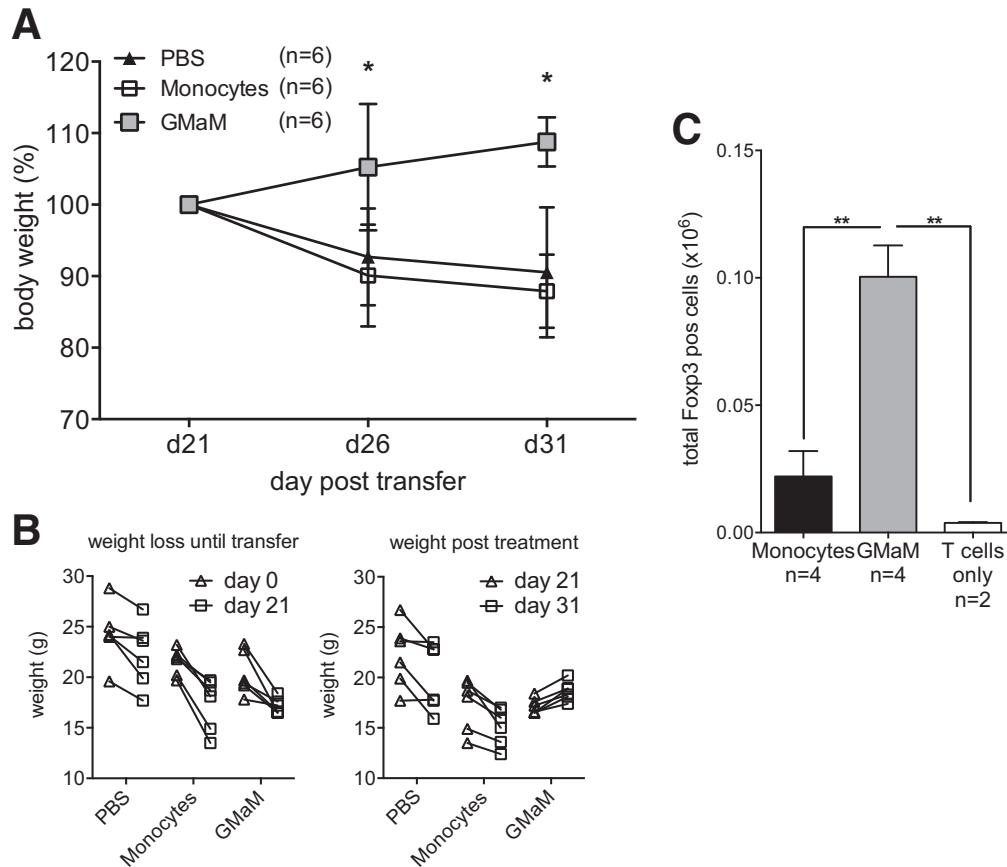 A
120
110
100
90
80
70
body weight (%)
PBS (n=6)
Monocytes (n=6)
GMaM (n=6)
*
*
d21 d26 d31
day post transfer
B
weight loss until transfer
30
25
20
15
10
weight (g)
day 0
day 21
PBS Monocytes GMaM
weight post treatment
30
25
20
15
10
weight (g)
day 21
day 31
PBS Monocytes GMaM
C
0.15
0.10
0.05
0.00
total Foxp3 pos cells (x10⁶)
** **
Monocytes GMaM T cells
n=4 n=4 only
n=2